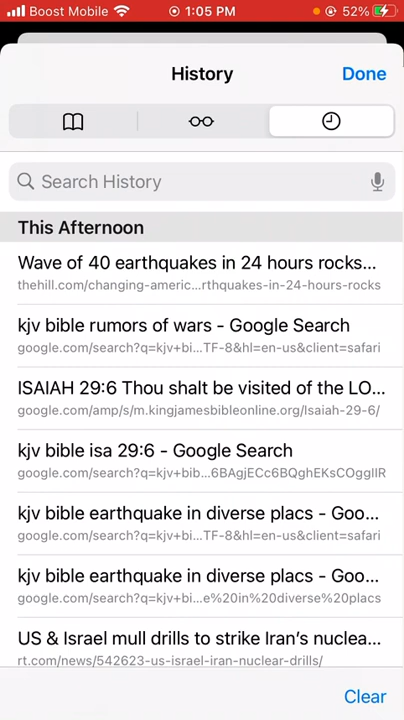 Boost Mobile 1:05 PM 52%
History Done
Search History
This Afternoon
Wave of 40 earthquakes in 24 hours rocks...
thehill.com/changing-americ...rthquakes-in-24-hours-rocks
kjv bible rumors of wars - Google Search
google.com/search?q=kjv+bi...TF-8&hl=en-us&client=safari
ISAIAH 29:6 Thou shalt be visited of the LO...
google.com/amp/s/m.kingjamesbibleonline.org/Isaiah-29-6/
kjv bible isa 29:6 - Google Search
google.com/search?q=kjv+bib...6BAgjECc6BQghEKsCOggIIR
kjv bible earthquake in diverse placs - Goo...
google.com/search?q=kjv+bi...TF-8&hl=en-us&client=safari
kjv bible earthquake in diverse placs - Goo...
google.com/search?q=kjv+bi...e%20in%20diverse%20placs
US & Israel mull drills to strike Iran's nuclea...
rt.com/news/542623-us-israel-iran-nuclear-drills/
Clear